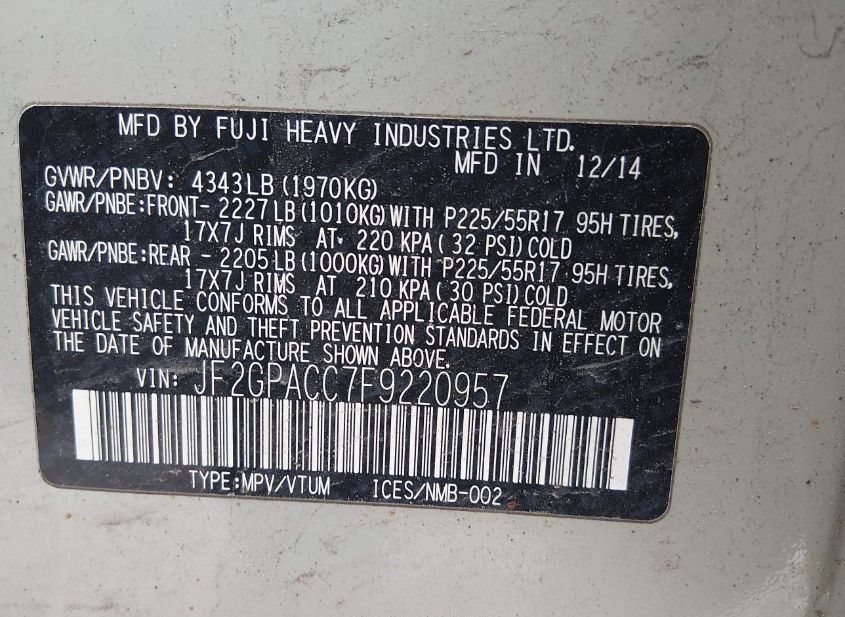 MFD BY FUJI HEAVY INDUSTRIES LTD.
MFD IN 12/14
GVWR/PNBV: 4343LB (1970KG)
GAWR/PNBE:FRONT- 2227LB (1010KG) WITH P225/55R17 95H TIRES,
17X7J RIMS AT 220 KPA ( 32 PSI) COLD
GAWR/PNBE:REAR - 2205LB (1000KG) WITH P225/55R17 95H TIRES,
17X7J RIMS AT 210 KPA ( 30 PSI) COLD
THIS VEHICLE CONFORMS TO ALL APPLICABLE FEDERAL MOTOR
VEHICLE SAFETY AND THEFT PREVENTION STANDARDS IN EFFECT ON
THE DATE OF MANUFACTURE SHOWN ABOVE.
VIN: JF2GPACC7F9220957
TYPE:MPV/VTUM ICES/NMB-002